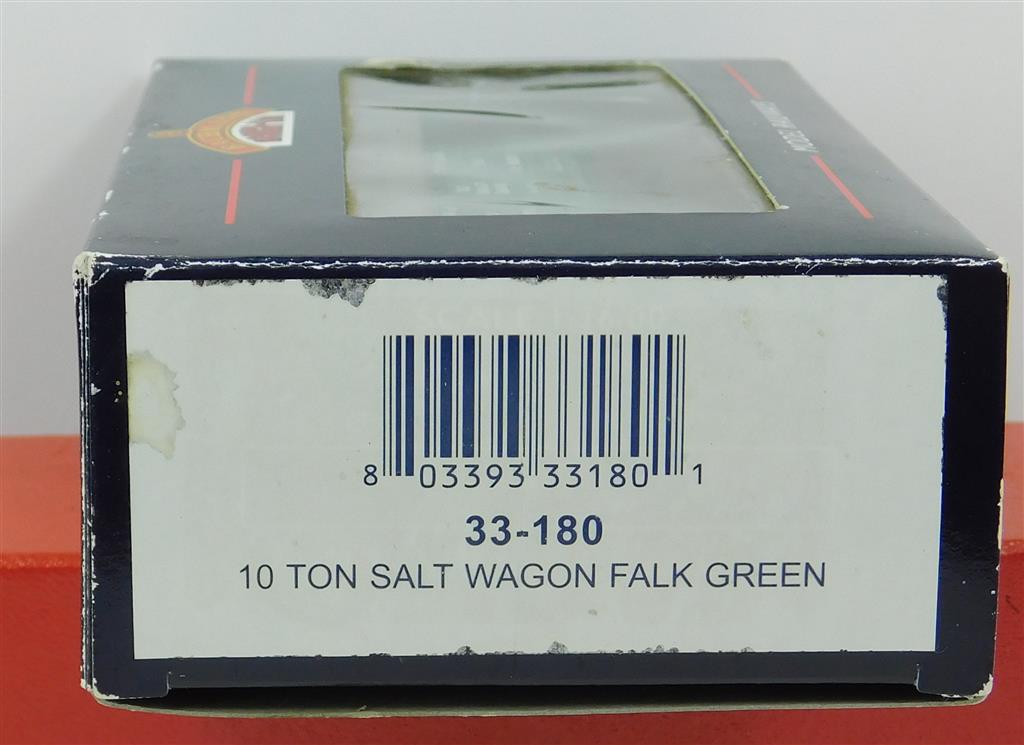 8 03393 33180 1
33-180
10 TON SALT WAGON FALK GREEN